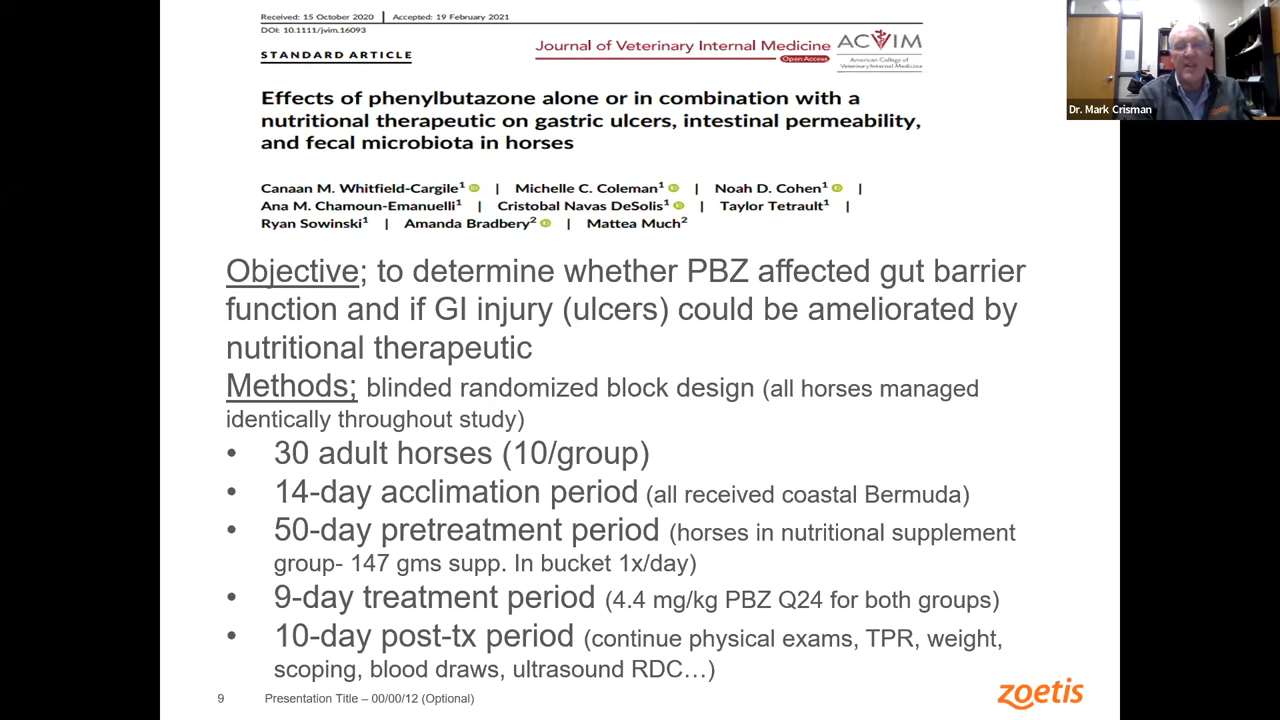 Received: 15 October 2020 | Accepted: 19 February 2021
DOI: 10.1111/jvim.16093
STANDARD ARTICLE
Journal of Veterinary Internal Medicine
Open Access
ACVIM
American College of
Veterinary Internal Medicine
Effects of phenylbutazone alone or in combination with a
nutritional therapeutic on gastric ulcers, intestinal permeability,
and fecal microbiota in horses
Canaan M. Whitfield-Cargile1 | Michelle C. Coleman1 | Noah D. Cohen1 |
Ana M. Chamoun-Emanuelli1 | Cristobal Navas DeSolis1 | Taylor Tetrault1 |
Ryan Sowinski1 | Amanda Bradbery2 | Mattea Much2
Objective; to determine whether PBZ affected gut barrier
function and if GI injury (ulcers) could be ameliorated by
nutritional therapeutic
Methods; blinded randomized block design (all horses managed
identically throughout study)
• 30 adult horses (10/group)
• 14-day acclimation period (all received coastal Bermuda)
• 50-day pretreatment period (horses in nutritional supplement
group- 147 gms supp. In bucket 1x/day)
• 9-day treatment period (4.4 mg/kg PBZ Q24 for both groups)
• 10-day post-tx period (continue physical exams, TPR, weight,
scoping, blood draws, ultrasound RDC…)
9 Presentation Title – 00/00/12 (Optional)
zoetis
Dr. Mark Crisman
zoetis